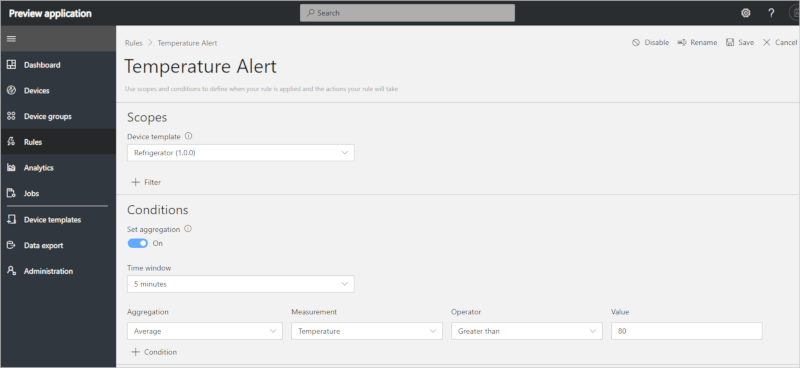 Preview application
Search
?
Dashboard
Devices
Device groups
Rules
Analytics
Jobs
Device templates
Data export
Administration
Rules > Temperature Alert
Disable Rename Save Cancel
Temperature Alert
Use scopes and conditions to define when your rule is applied and the actions your rule will take
Scopes
Device template
Refrigerator (1.0.0)
+ Filter
Conditions
Set aggregation
On
Time window
5 minutes
Aggregation Measurement Operator Value
Average Temperature Greater than 80
+ Condition